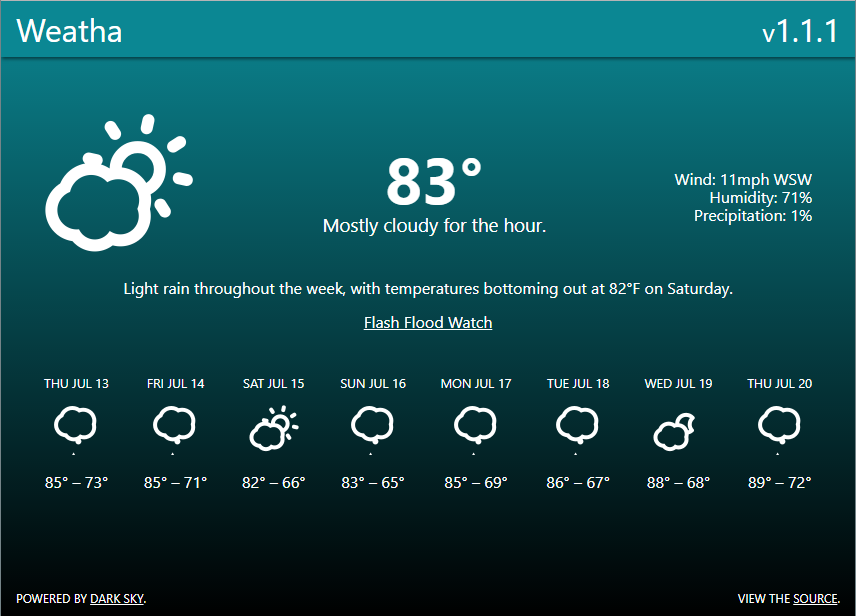 Weatha
v1.1.1
83°
Mostly cloudy for the hour.
Wind: 11mph WSW
Humidity: 71%
Precipitation: 1%
Light rain throughout the week, with temperatures bottoming out at 82°F on Saturday.
Flash Flood Watch
THU JUL 13
FRI JUL 14
SAT JUL 15
SUN JUL 16
MON JUL 17
TUE JUL 18
WED JUL 19
THU JUL 20
85° – 73°
85° – 71°
82° – 66°
83° – 65°
85° – 69°
86° – 67°
88° – 68°
89° – 72°
POWERED BY DARK SKY.
VIEW THE SOURCE.